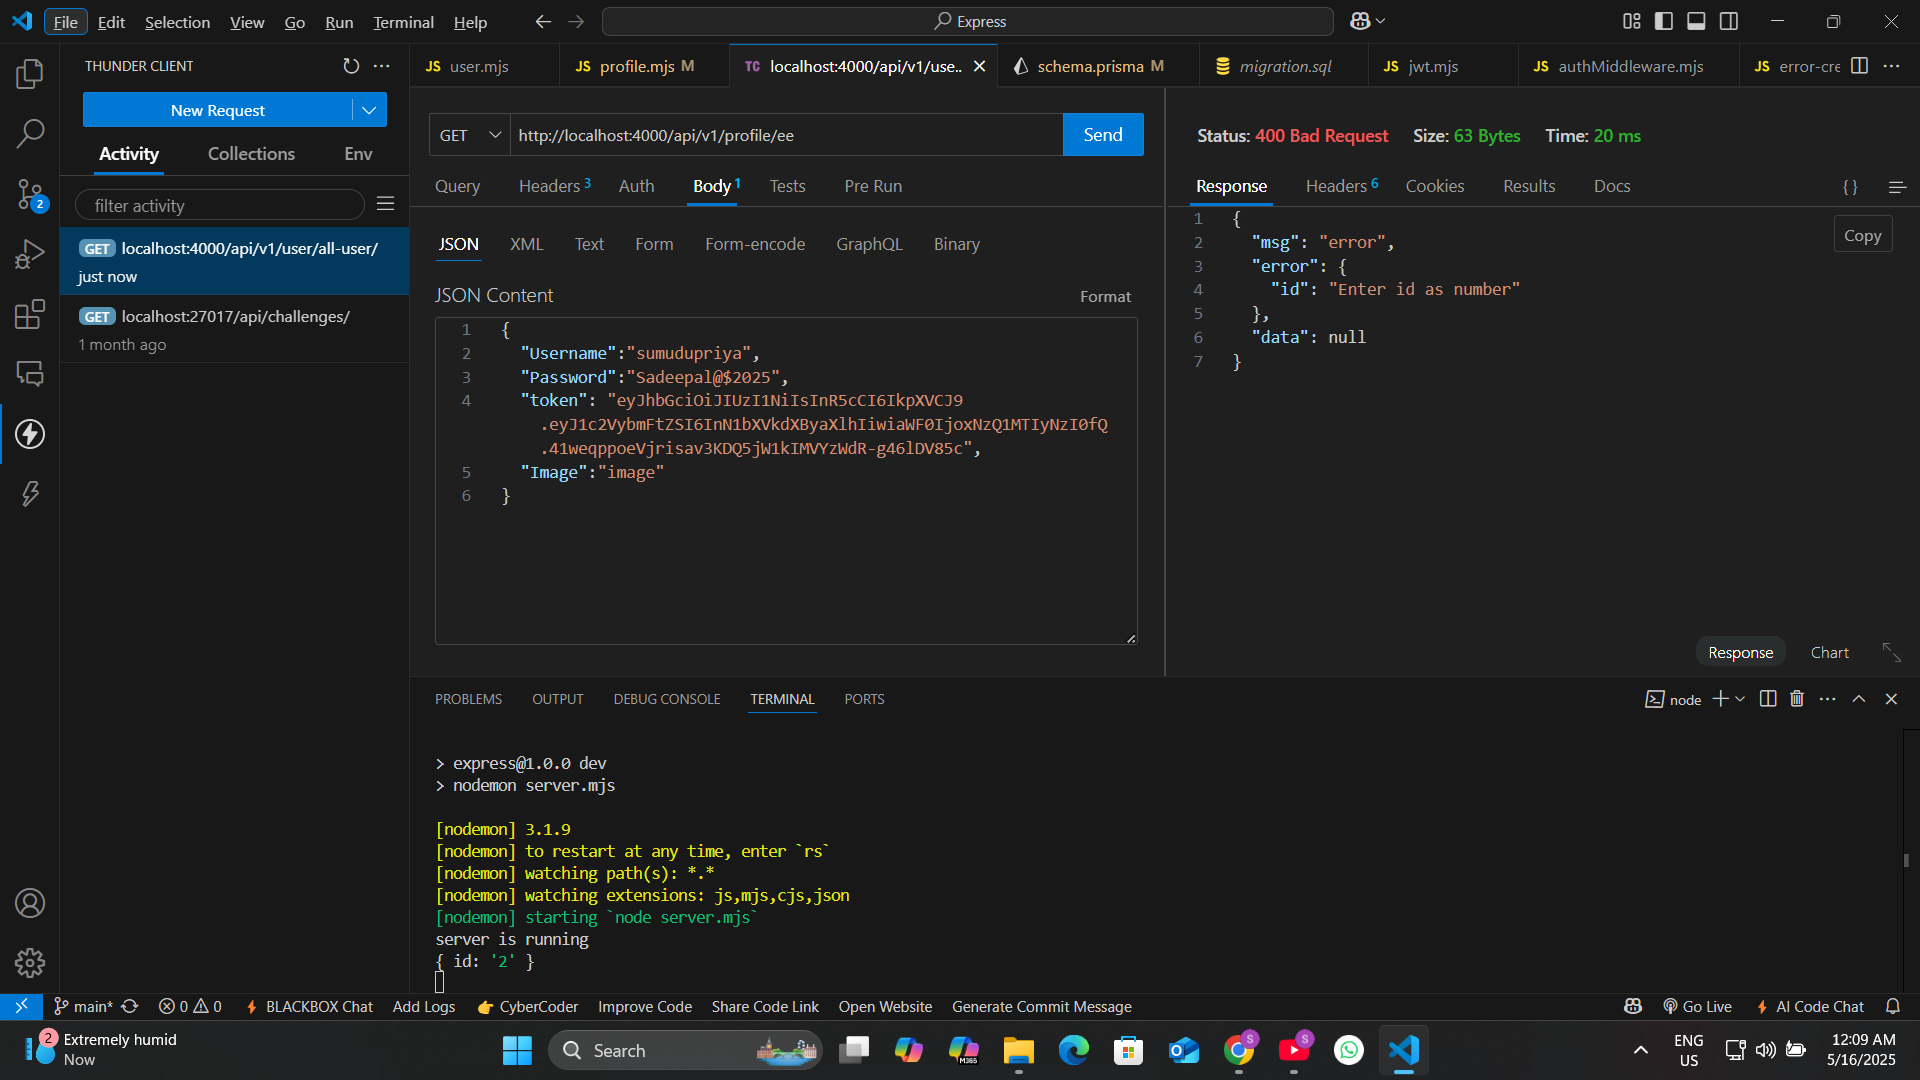 File Edit Selection View Go Run Terminal Help
Express
THUNDER CLIENT
New Request
Activity Collections Env
filter activity
GET localhost:4000/api/v1/user/all-user/
just now
GET localhost:27017/api/challenges/
1 month ago
JS user.mjs
JS profile.mjs M
TC localhost:4000/api/v1/use..
schema.prisma M
migration.sql
JS jwt.mjs
JS authMiddleware.mjs
JS error-cre
GET http://localhost:4000/api/v1/profile/ee Send
Query Headers 3 Auth Body 1 Tests Pre Run
JSON XML Text Form Form-encode GraphQL Binary
JSON Content Format
1 {
2 "Username":"sumudupriya",
3 "Password":"Sadeepal@$2025",
4 "token": "eyJhbGciOiJIUzI1NiIsInR5cCI6IkpXVCJ9
.eyJ1c2VybmFtZSI6InN1bXVkdXByaXlhIiwiaWF0IjoxNzQ1MTIyNzI0fQ
.41weqppoeVjrisav3KDQ5jW1kIMVYzWdR-g46lDV85c",
5 "Image":"image"
6 }
Status: 400 Bad Request Size: 63 Bytes Time: 20 ms
Response Headers 6 Cookies Results Docs { }
Copy
1 {
2 "msg": "error",
3 "error": {
4 "id": "Enter id as number"
5 },
6 "data": null
7 }
Response Chart
PROBLEMS OUTPUT DEBUG CONSOLE TERMINAL PORTS
node
> express@1.0.0 dev
> nodemon server.mjs
[nodemon] 3.1.9
[nodemon] to restart at any time, enter `rs`
[nodemon] watching path(s): *.*
[nodemon] watching extensions: js,mjs,cjs,json
[nodemon] starting `node server.mjs`
server is running
{ id: '2' }
2
main* 0 0 BLACKBOX Chat Add Logs CyberCoder Improve Code Share Code Link Open Website Generate Commit Message Go Live AI Code Chat
2
Extremely humid
Now
Search
M365
S
S
ENG
US
12:09 AM
5/16/2025